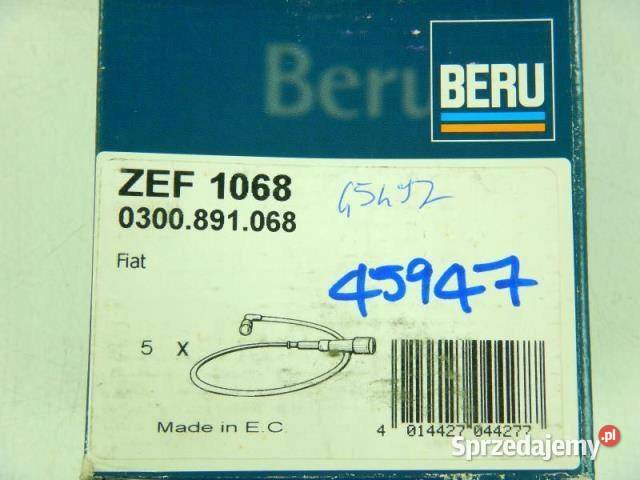 Beru
BERU
ZEF 1068
0300.891.068
45492
Fiat
45947
5 x
Made in E.C.
4 014427 044277
Sprzedajemy.pl